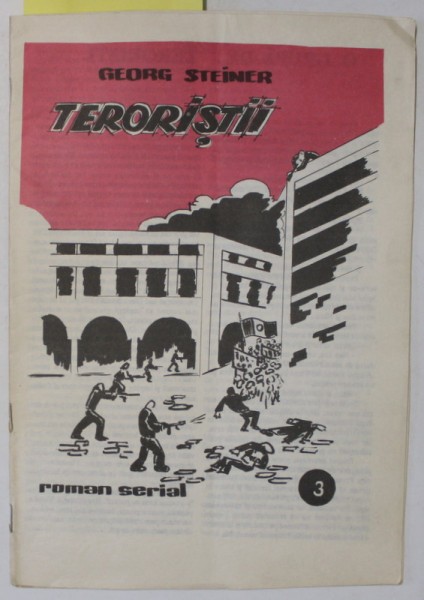 GEORG STEINER
TERORIȘTII
roman serial
3